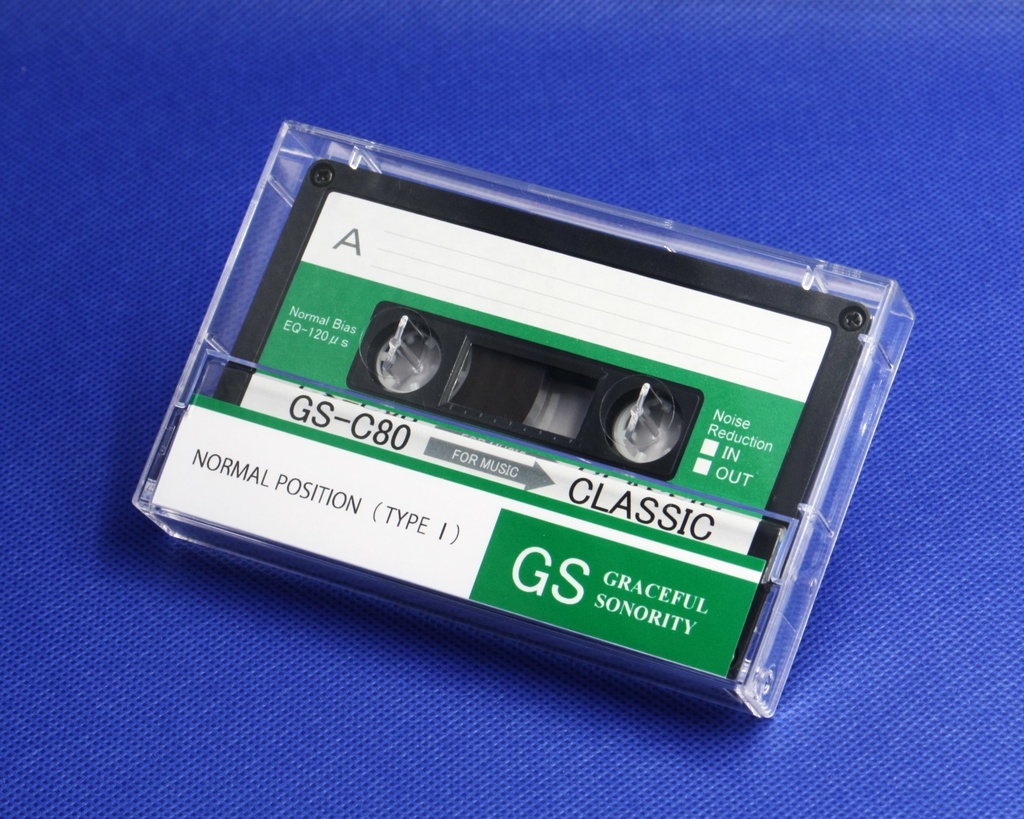 A
Normal Bias
EQ-120μs
Noise
Reduction
IN
OUT
GS-C80
FOR MUSIC
CLASSIC
NORMAL POSITION (TYPE I)
GS
GRACEFUL
SONORITY